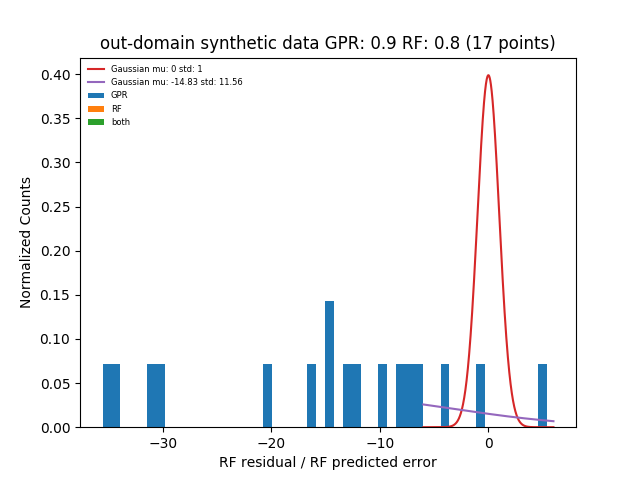 out-domain synthetic data GPR: 0.9 RF: 0.8 (17 points)
Gaussian mu: 0 std: 1
Gaussian mu: -14.83 std: 11.56
GPR
RF
both
0.40
0.35
0.30
0.25
0.20
0.15
0.10
0.05
0.00
Normalized Counts
−30 −20 −10 0
RF residual / RF predicted error